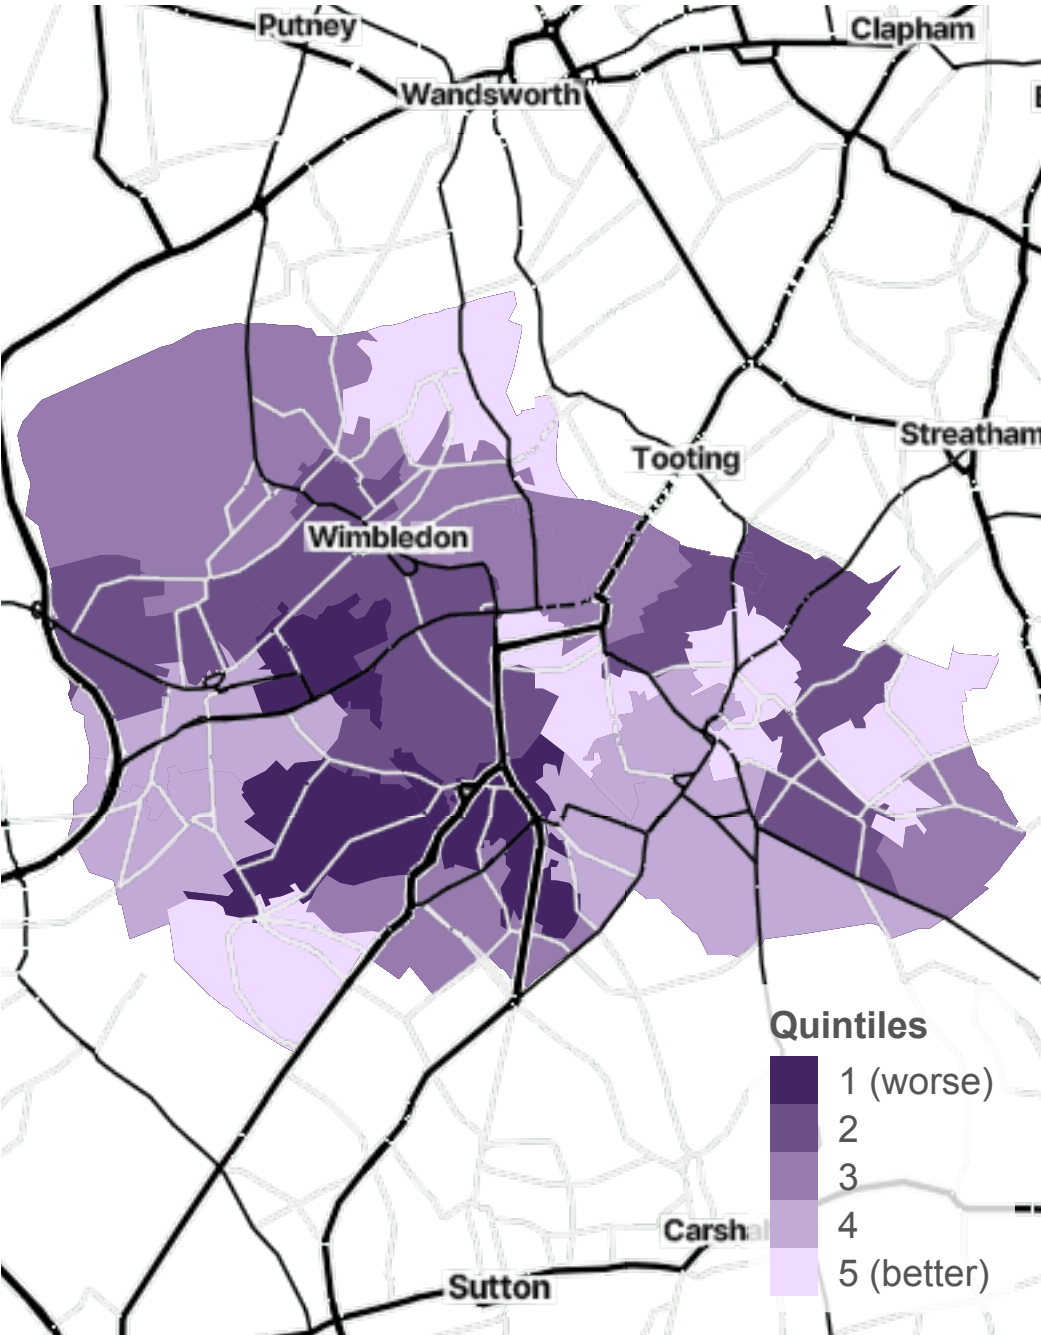 Putney
Clapham
Wandsworth
Tooting
Streatham
Wimbledon
Quintiles
1 (worse)
2
3
4
5 (better)
Sutton